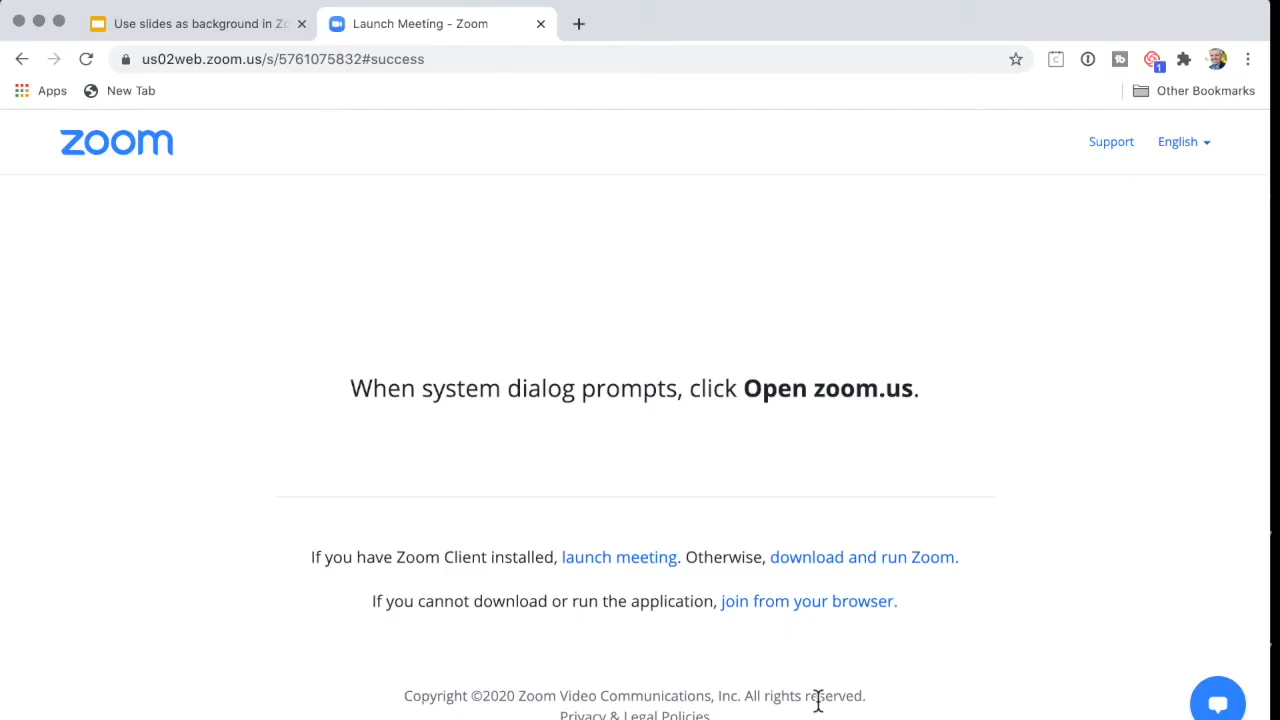 Use slides as background in Zo
Launch Meeting - Zoom
us02web.zoom.us/s/5761075832#success
1
Apps
New Tab
Other Bookmarks
zoom
Support
English
When system dialog prompts, click Open zoom.us.
If you have Zoom Client installed, launch meeting. Otherwise, download and run Zoom.
If you cannot download or run the application, join from your browser.
Copyright ©2020 Zoom Video Communications, Inc. All rights reserved.
Privacy & Legal Policies